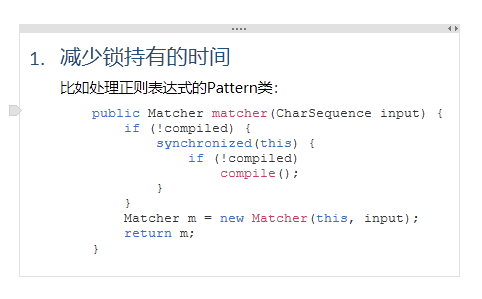 1. 减少锁持有的时间
比如处理正则表达式的Pattern类：
public Matcher matcher(CharSequence input) {
    if (!compiled) {
        synchronized(this) {
            if (!compiled)
                compile();
        }
    }
    Matcher m = new Matcher(this, input);
    return m;
}